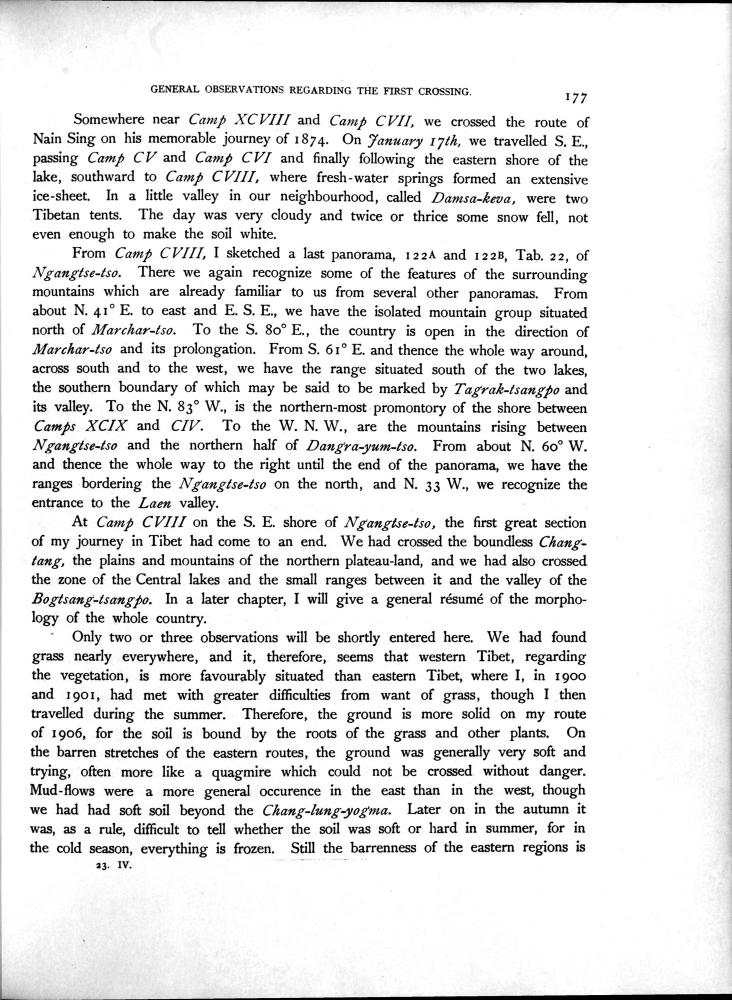 GENERAL OBSERVATIONS REGARDING THE FIRST CROSSING.
177
Somewhere near Camp XCVIII and Camp CVII, we crossed the route of
Nain Sing on his memorable journey of 1874. On January 17th, we travelled S. E.,
passing Camp CV and Camp CVI and finally following the eastern shore of the
lake, southward to Camp CVIII, where fresh-water springs formed an extensive
ice-sheet. In a little valley in our neighbourhood, called Damsa-keva, were two
Tibetan tents. The day was very cloudy and twice or thrice some snow fell, not
even enough to make the soil white.
From Camp CVIII, I sketched a last panorama, 122A and 122B, Tab. 22, of
Ngangtse-tso. There we again recognize some of the features of the surrounding
mountains which are already familiar to us from several other panoramas. From
about N. 41° E. to east and E. S. E., we have the isolated mountain group situated
north of Marchar-tso. To the S. 80° E., the country is open in the direction of
Marchar-tso and its prolongation. From S. 61° E. and thence the whole way around,
across south and to the west, we have the range situated south of the two lakes,
the southern boundary of which may be said to be marked by Tagrak-tsangpo and
its valley. To the N. 83° W., is the northern-most promontory of the shore between
Camps XCIX and CIV. To the W. N. W., are the mountains rising between
Ngangtse-tso and the northern half of Dangra-yum-tso. From about N. 60° W.
and thence the whole way to the right until the end of the panorama, we have the
ranges bordering the Ngangtse-tso on the north, and N. 33 W., we recognize the
entrance to the Laen valley.
At Camp CVIII on the S. E. shore of Ngangtse-tso, the first great section
of my journey in Tibet had come to an end. We had crossed the boundless Chang-
tang, the plains and mountains of the northern plateau-land, and we had also crossed
the zone of the Central lakes and the small ranges between it and the valley of the
Bogtsang-tsangpo. In a later chapter, I will give a general résumé of the morpho-
logy of the whole country.
Only two or three observations will be shortly entered here. We had found
grass nearly everywhere, and it, therefore, seems that western Tibet, regarding
the vegetation, is more favourably situated than eastern Tibet, where I, in 1900
and 1901, had met with greater difficulties from want of grass, though I then
travelled during the summer. Therefore, the ground is more solid on my route
of 1906, for the soil is bound by the roots of the grass and other plants. On
the barren stretches of the eastern routes, the ground was generally very soft and
trying, often more like a quagmire which could not be crossed without danger.
Mud-flows were a more general occurence in the east than in the west, though
we had had soft soil beyond the Chang-lung-yogma. Later on in the autumn it
was, as a rule, difficult to tell whether the soil was soft or hard in summer, for in
the cold season, everything is frozen. Still the barrenness of the eastern regions is
23. IV.